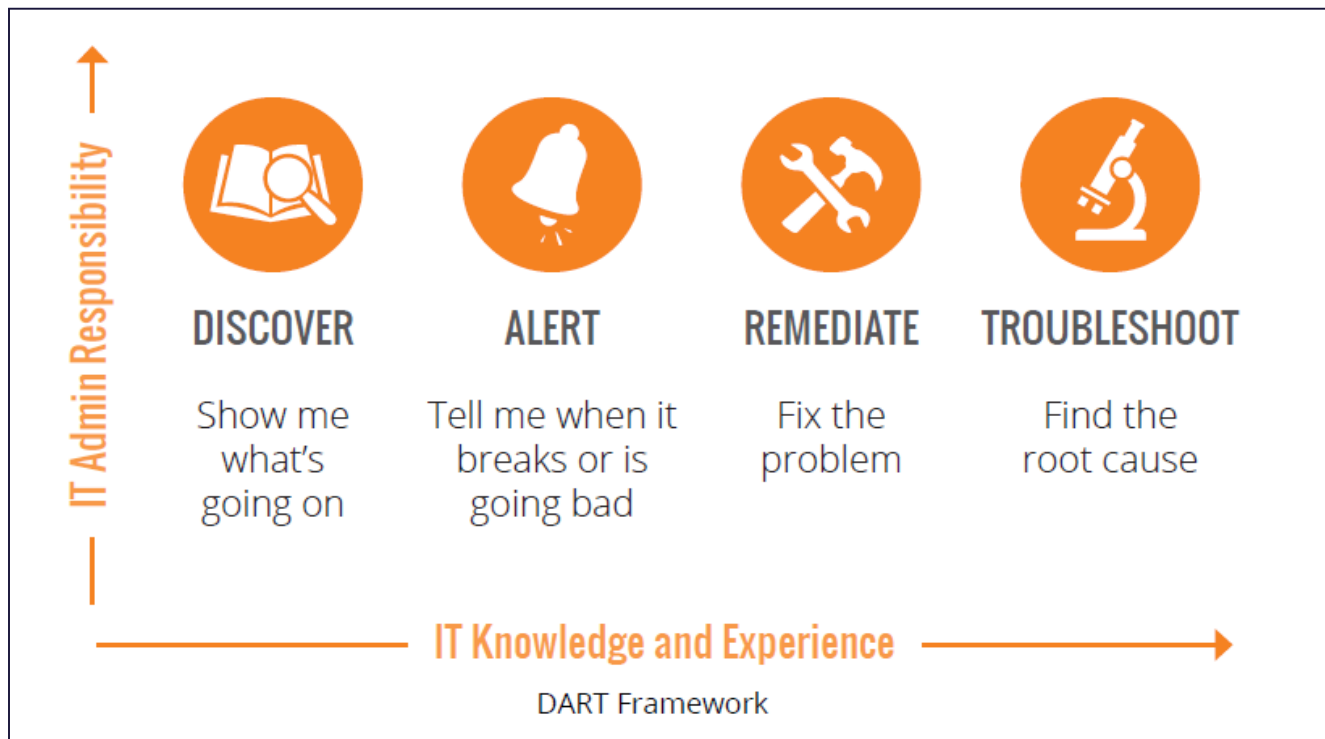 IT Admin Responsibility
DISCOVER
Show me
what's
going on
ALERT
Tell me when it
breaks or is
going bad
REMEDIATE
Fix the
problem
TROUBLESHOOT
Find the
root cause
IT Knowledge and Experience
DART Framework